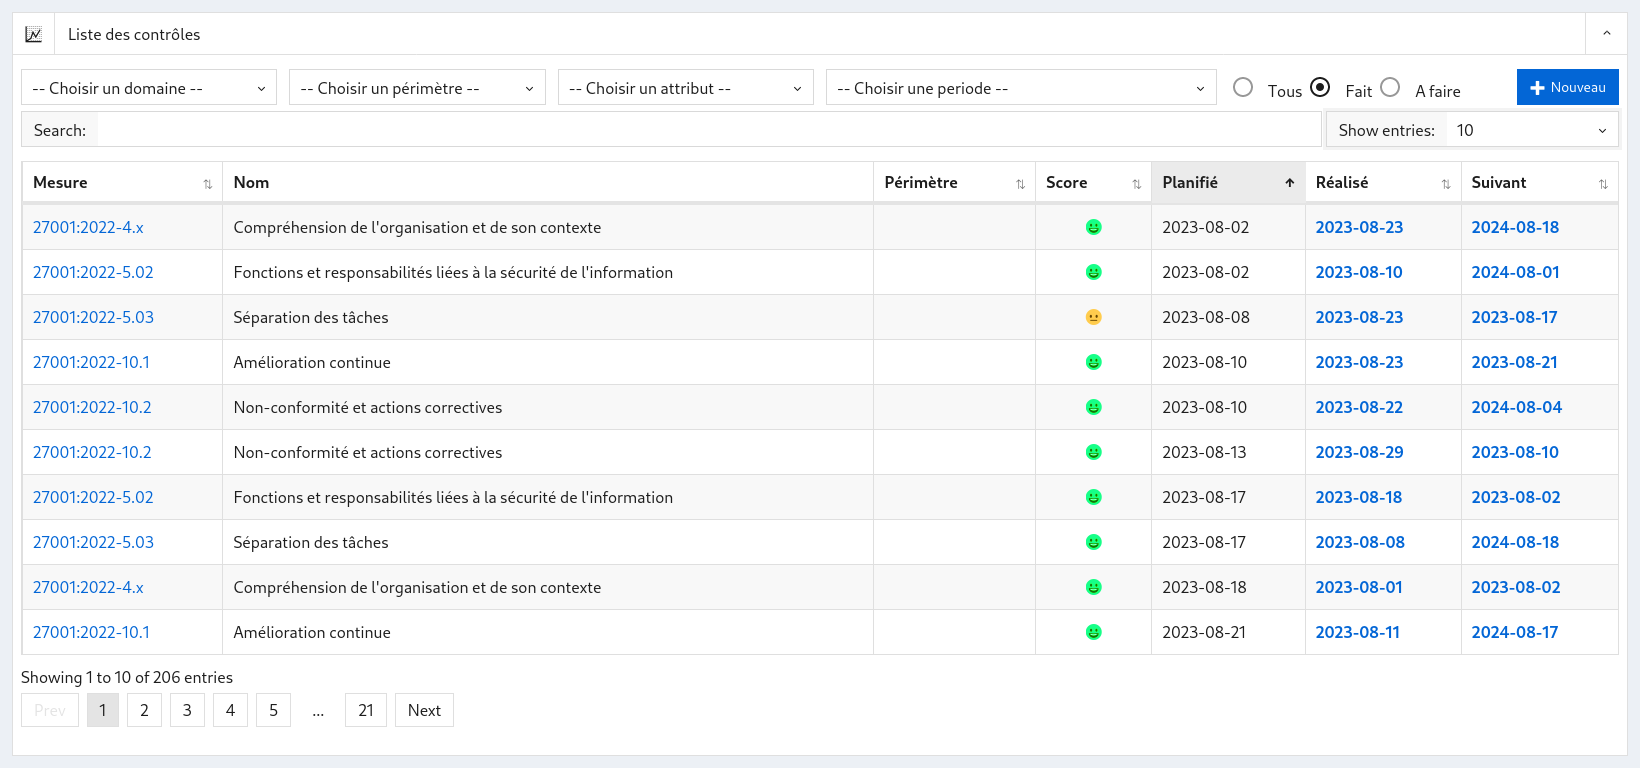 Liste des contrôles
-- Choisir un domaine -- -- Choisir un périmètre -- -- Choisir un attribut -- -- Choisir une periode -- Tous Fait A faire Nouveau
Search: Show entries: 10
Mesure Nom Périmètre Score Planifié Réalisé Suivant
27001:2022-4.x Compréhension de l'organisation et de son contexte 2023-08-02 2023-08-23 2024-08-18
27001:2022-5.02 Fonctions et responsabilités liées à la sécurité de l'information 2023-08-02 2023-08-10 2024-08-01
27001:2022-5.03 Séparation des tâches 2023-08-08 2023-08-23 2023-08-17
27001:2022-10.1 Amélioration continue 2023-08-10 2023-08-23 2023-08-21
27001:2022-10.2 Non-conformité et actions correctives 2023-08-10 2023-08-22 2024-08-04
27001:2022-10.2 Non-conformité et actions correctives 2023-08-13 2023-08-29 2023-08-10
27001:2022-5.02 Fonctions et responsabilités liées à la sécurité de l'information 2023-08-17 2023-08-18 2023-08-02
27001:2022-5.03 Séparation des tâches 2023-08-17 2023-08-08 2024-08-18
27001:2022-4.x Compréhension de l'organisation et de son contexte 2023-08-18 2023-08-01 2023-08-02
27001:2022-10.1 Amélioration continue 2023-08-21 2023-08-11 2024-08-17
Showing 1 to 10 of 206 entries
Prev 1 2 3 4 5 ... 21 Next